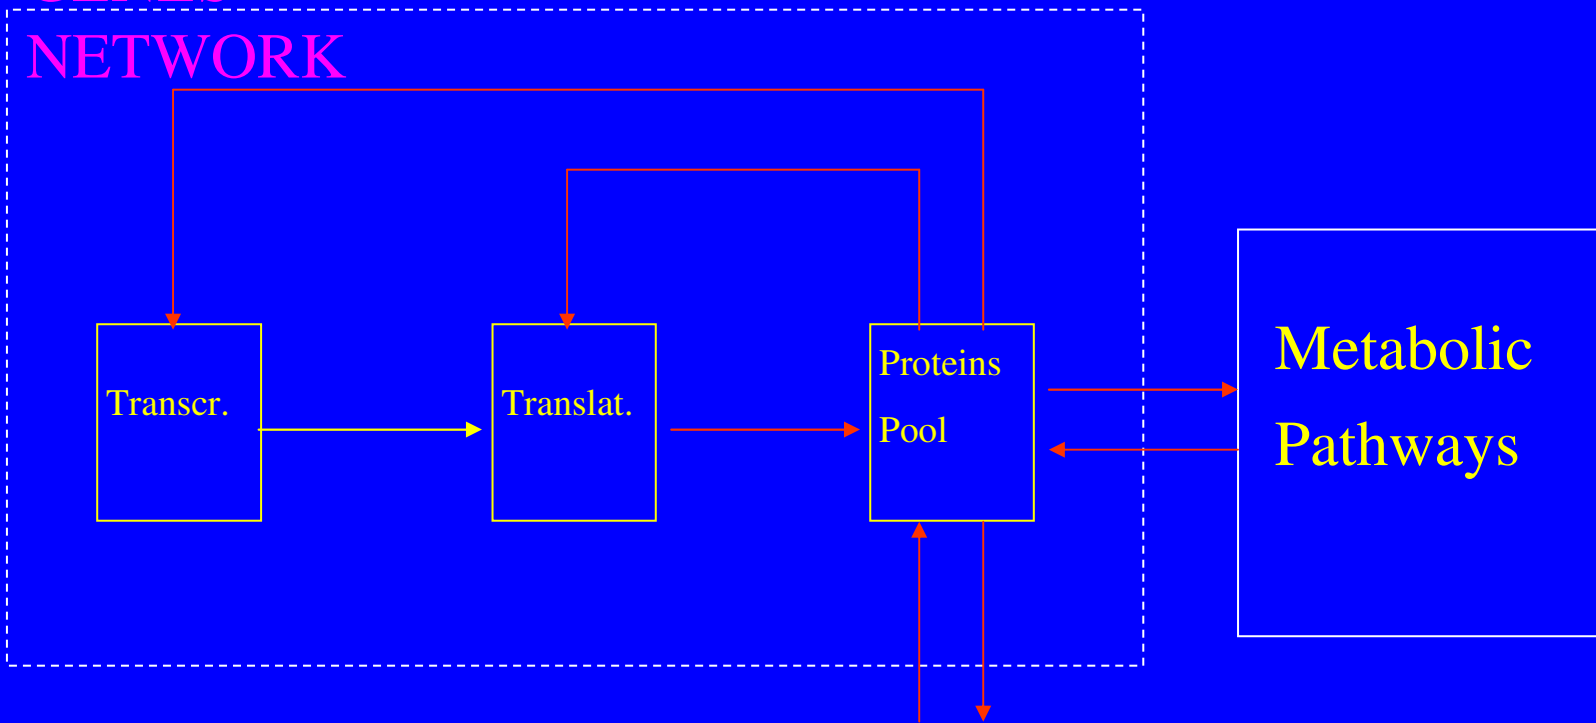 NETWORK
Transcr.
Translat.
Proteins
Pool
Metabolic
Pathways